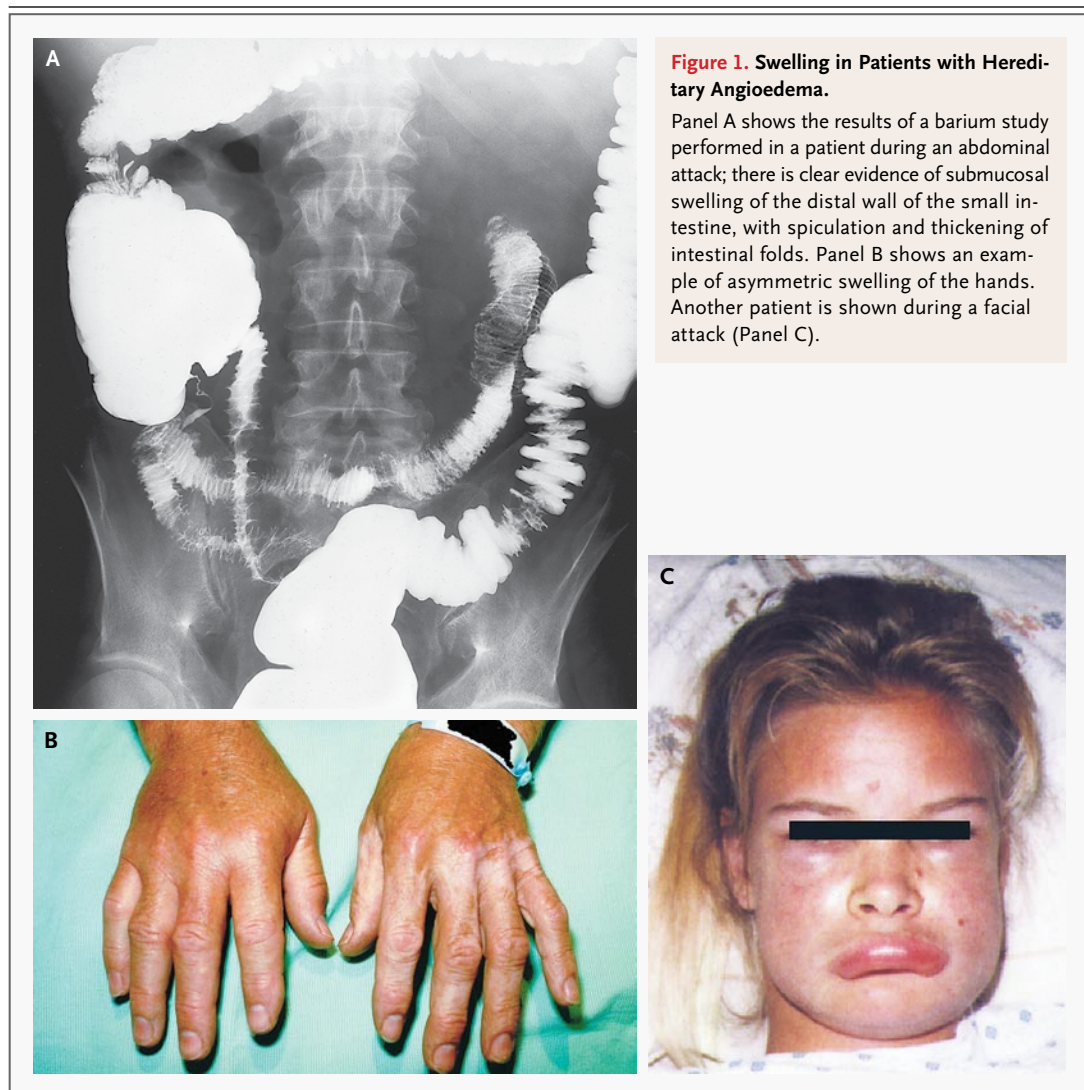 A
Figure 1. Swelling in Patients with Heredi-
tary Angioedema.
Panel A shows the results of a barium study
performed in a patient during an abdominal
attack; there is clear evidence of submucosal
swelling of the distal wall of the small in-
testine, with spiculation and thickening of
intestinal folds. Panel B shows an exam-
ple of asymmetric swelling of the hands.
Another patient is shown during a facial
attack (Panel C).
B
C